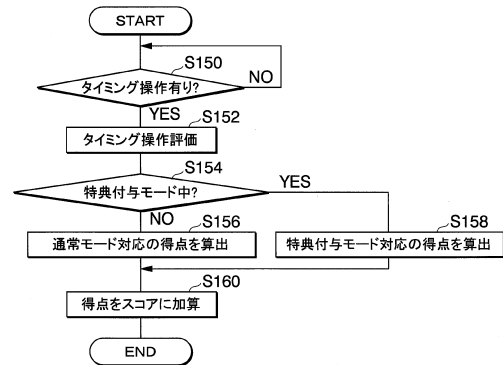 START
S150
タイミング操作有り?
NO
YES
S152
タイミング操作評価
S154
特典付与モード中?
YES
NO
S156
通常モード対応の得点を算出
S158
特典付与モード対応の得点を算出
S160
得点をスコアに加算
END